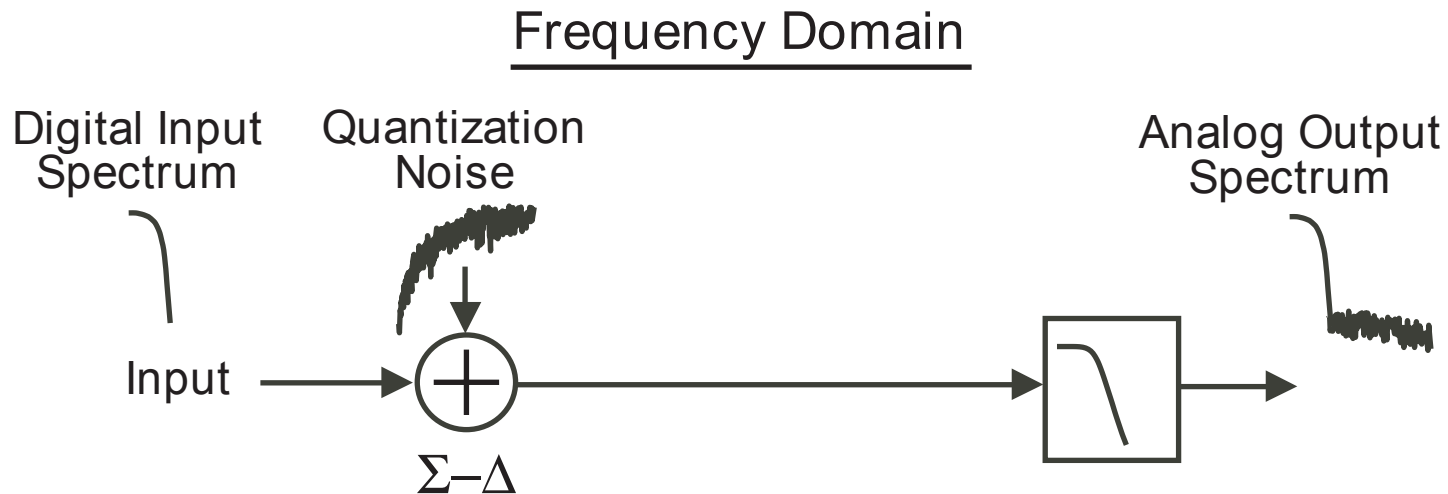 Frequency Domain
Digital Input
Spectrum
Quantization
Noise
Analog Output
Spectrum
Input
Σ–Δ